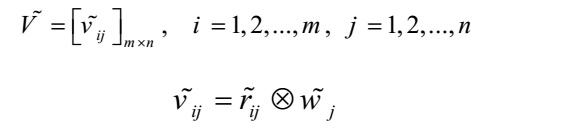 Ṽ = [ṽ_ij]_m×n , i = 1,2,...,m , j = 1,2,...,n
ṽ_ij = r̃_ij ⊗ w̃_j